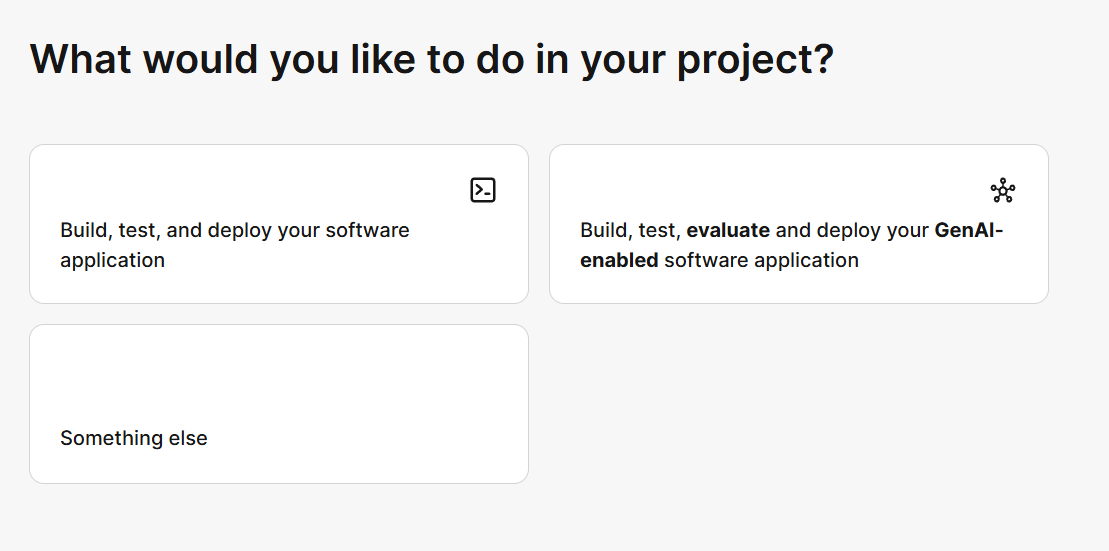 What would you like to do in your project?
Build, test, and deploy your software
application
Build, test, evaluate and deploy your GenAI-
enabled software application
Something else